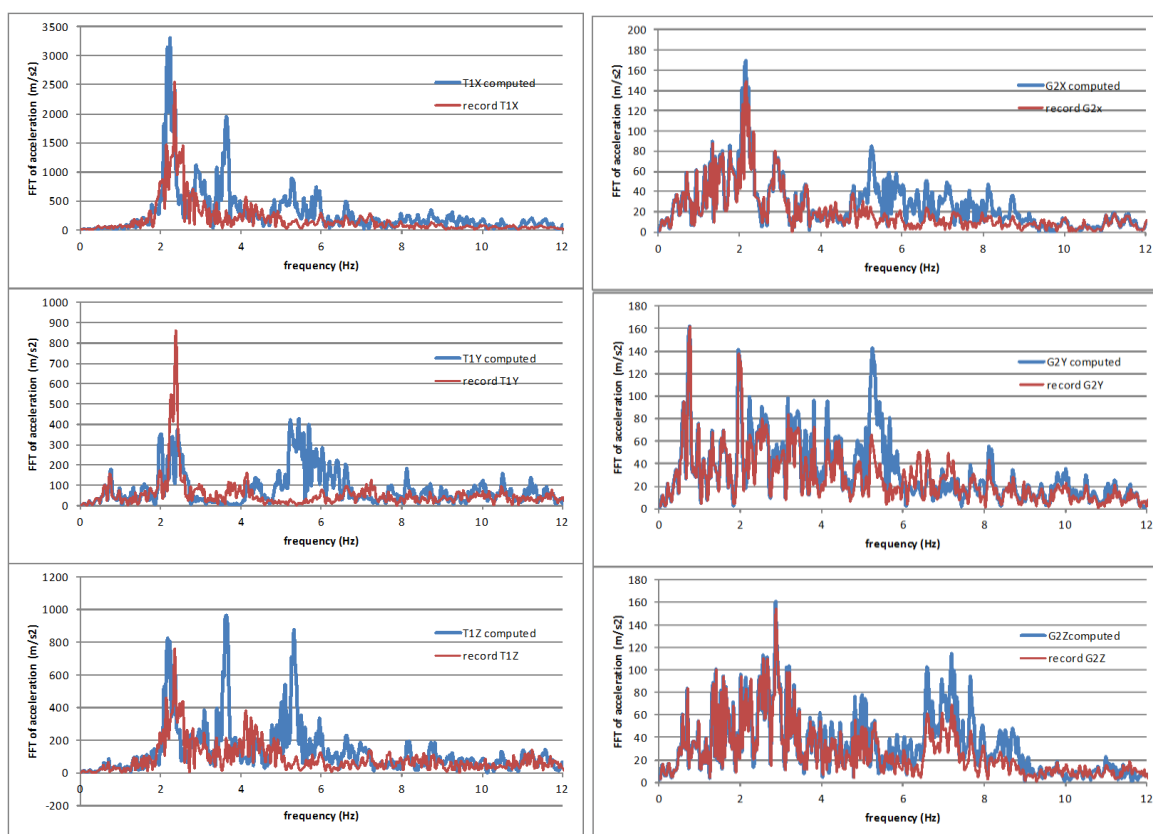 FFT of acceleration (m/s2)
3500
3000
2500
2000
1500
1000
500
0
T1X computed
record T1X
0 2 4 6 8 10 12
frequency (Hz)
FFT of acceleration (m/s2)
200
180
160
140
120
100
80
60
40
20
0
G2X computed
record G2x
0 2 4 6 8 10 12
frequency (Hz)
FFT of acceleration (m/s2)
1000
900
800
700
600
500
400
300
200
100
0
T1Y computed
record T1Y
0 2 4 6 8 10 12
frequency (Hz)
FFT of acceleration (m/s2)
180
160
140
120
100
80
60
40
20
0
G2Y computed
record G2Y
0 2 4 6 8 10 12
frequency (Hz)
FFT of acceleration (m/s2)
1200
1000
800
600
400
200
0
-200
T1Z computed
record T1Z
0 2 4 6 8 10 12
frequency (Hz)
FFT of acceleration (m/s2)
180
160
140
120
100
80
60
40
20
0
G2Zcomputed
record G2Z
0 2 4 6 8 10 12
frequency (Hz)